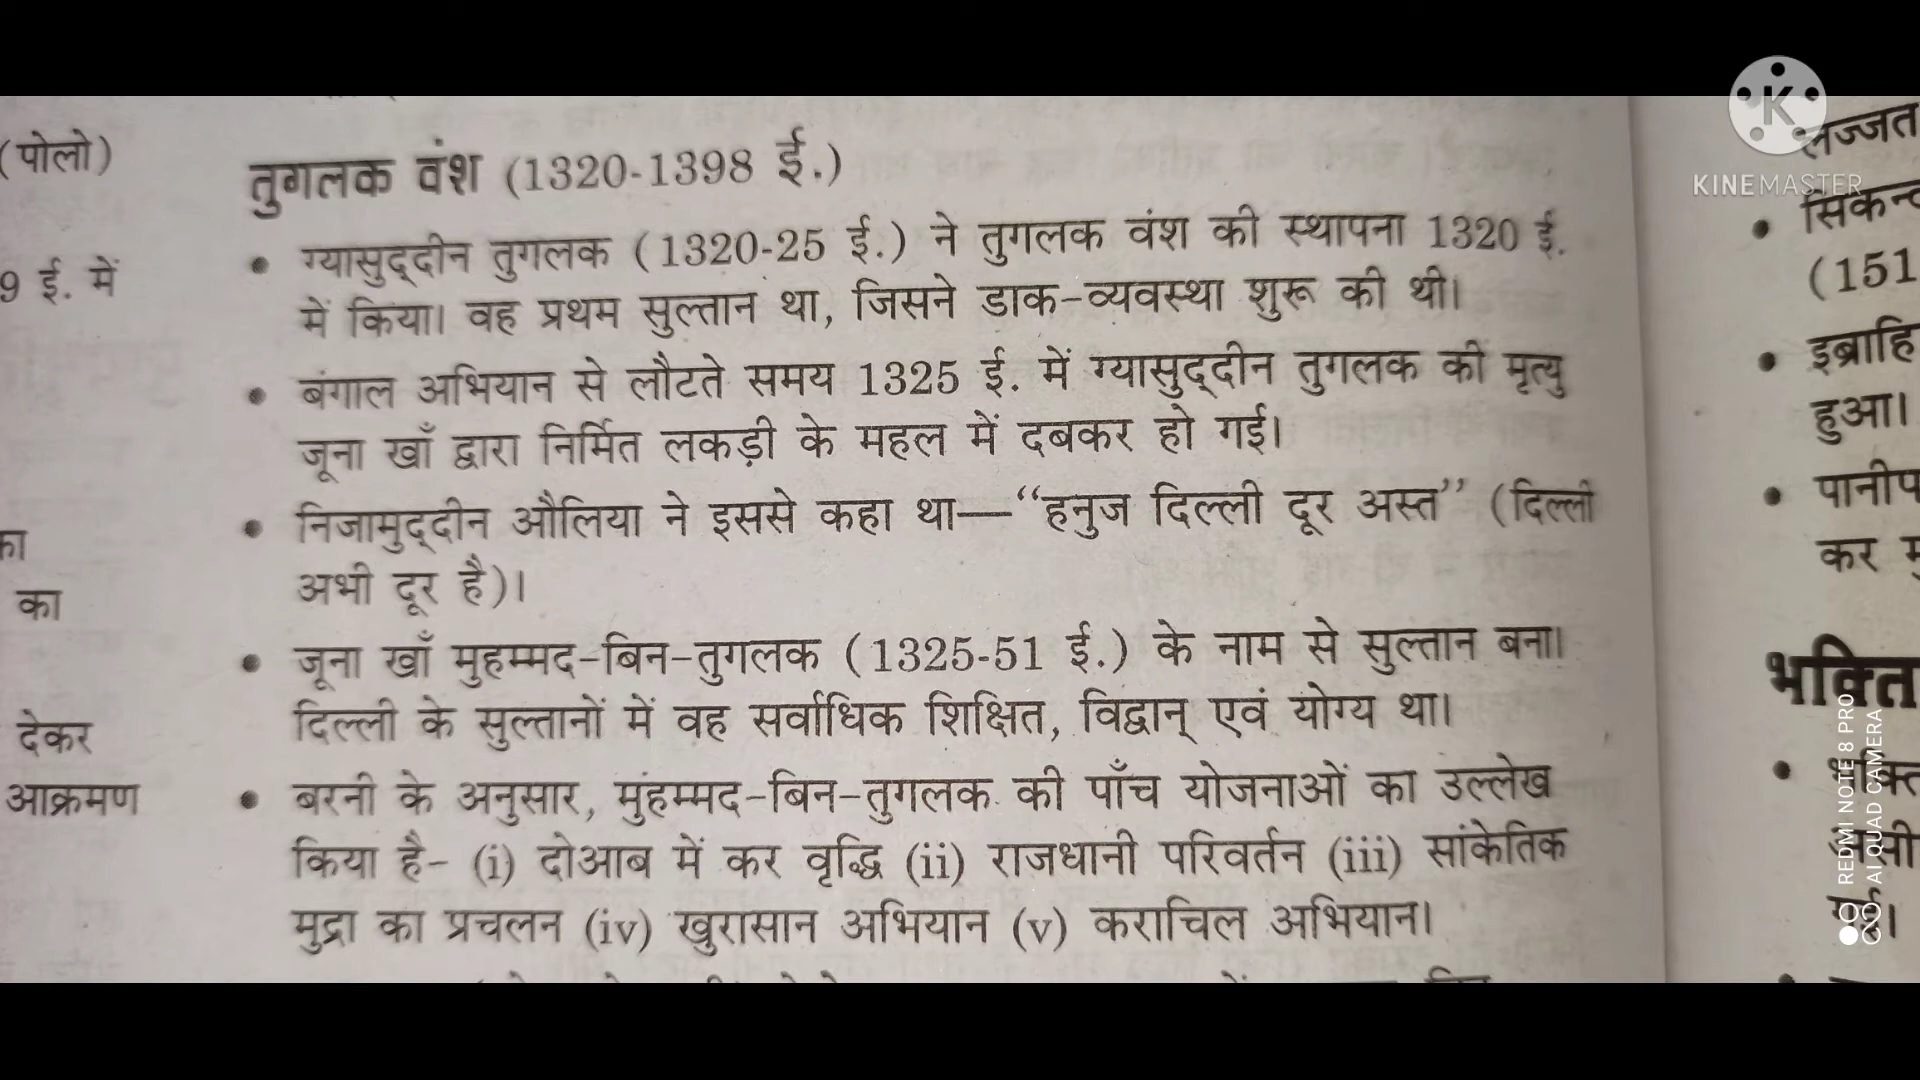 (पोलो)
9 ई. में
का
का
देकर
आक्रमण
तुगलक वंश (1320-1398 ई.)
• ग्यासुद्दीन तुगलक (1320-25 ई.) ने तुगलक वंश की स्थापना 1320 ई.
में किया। वह प्रथम सुल्तान था, जिसने डाक-व्यवस्था शुरू की थी।
• बंगाल अभियान से लौटते समय 1325 ई. में ग्यासुद्दीन तुगलक की मृत्यु
जूना खाँ द्वारा निर्मित लकड़ी के महल में दबकर हो गई।
• निजामुद्दीन औलिया ने इससे कहा था—“हनुज दिल्ली दूर अस्त” (दिल्ली
अभी दूर है)।
• जूना खाँ मुहम्मद-बिन-तुगलक (1325-51 ई.) के नाम से सुल्तान बना।
दिल्ली के सुल्तानों में वह सर्वाधिक शिक्षित, विद्वान् एवं योग्य था।
• बरनी के अनुसार, मुंहम्मद-बिन-तुगलक की पाँच योजनाओं का उल्लेख
किया है- (i) दोआब में कर वृद्धि (ii) राजधानी परिवर्तन (iii) सांकेतिक
मुद्रा का प्रचलन (iv) खुरासान अभियान (v) कराचिल अभियान।
लज्जत
• सिकन्द
(151
• इब्राहि
हुआ।
• पानीप
कर मु
भक्ति
• भक्ति
K
KINEMASTER
REDMI NOTE 8 PRO
AI QUAD CAMERA